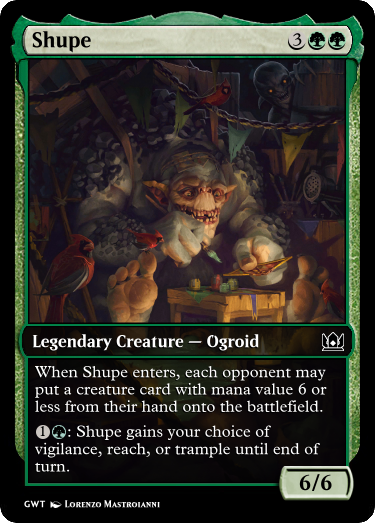 Shupe 3
Legendary Creature — Ogroid
When Shupe enters, each opponent may
put a creature card with mana value 6 or
less from their hand onto the battlefield.
1: Shupe gains your choice of
vigilance, reach, or trample until end of
turn.
6/6
GWT Lorenzo Mastroianni